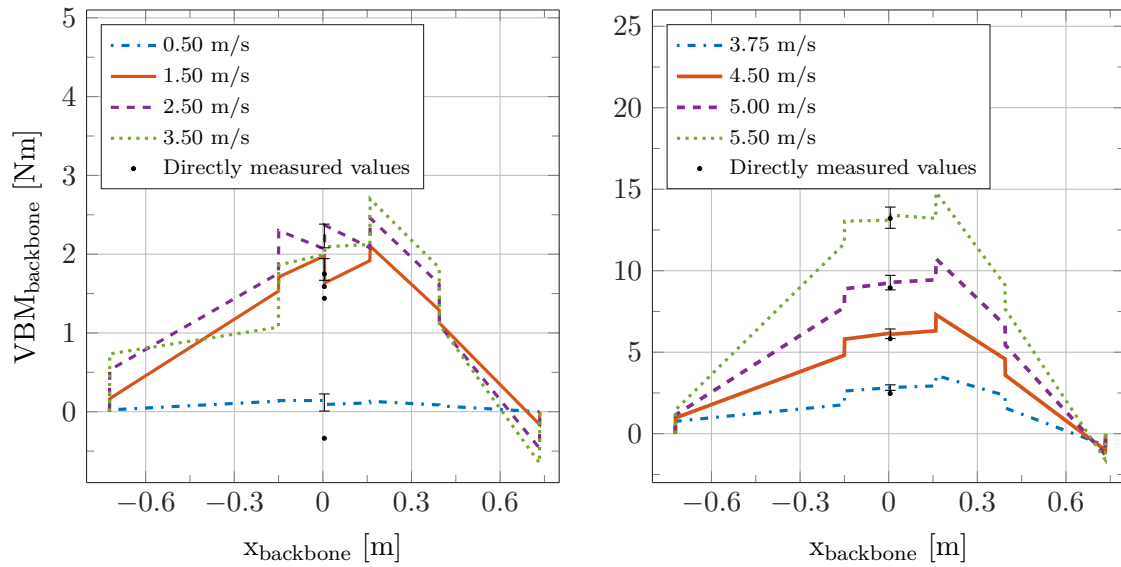 5
4
3
2
1
0
VBM_backbone [Nm]
0.50 m/s
1.50 m/s
2.50 m/s
3.50 m/s
Directly measured values
−0.6
−0.3
0
0.3
0.6
x_backbone [m]
25
20
15
10
5
0
3.75 m/s
4.50 m/s
5.00 m/s
5.50 m/s
Directly measured values
−0.6
−0.3
0
0.3
0.6
x_backbone [m]